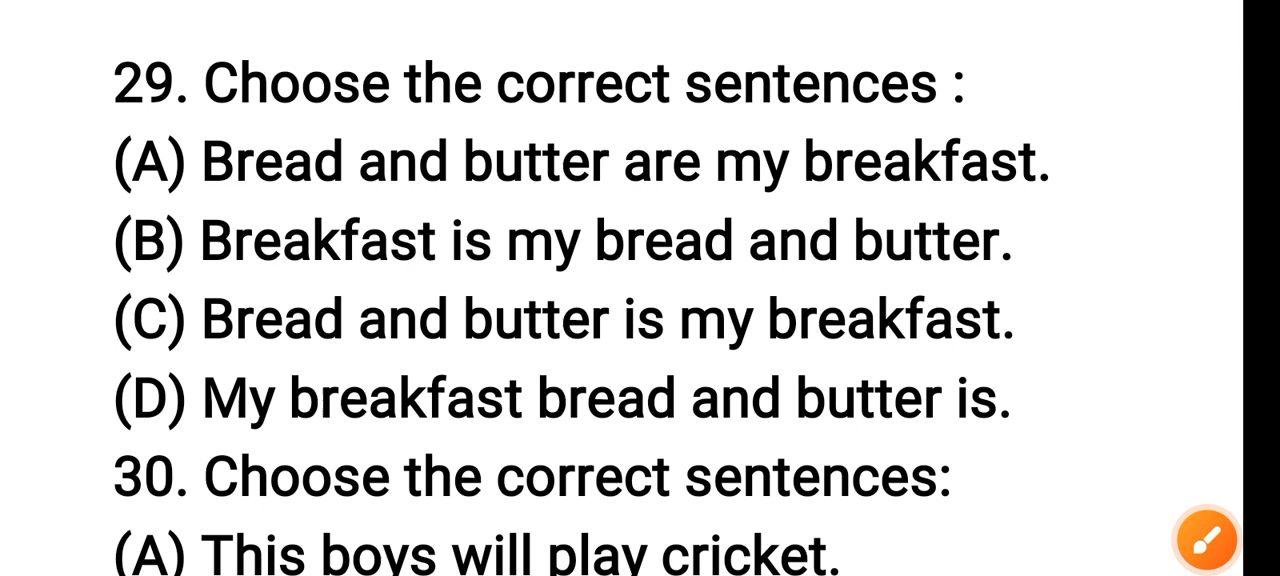 29. Choose the correct sentences :
(A) Bread and butter are my breakfast.
(B) Breakfast is my bread and butter.
(C) Bread and butter is my breakfast.
(D) My breakfast bread and butter is.
30. Choose the correct sentences:
(A) This boys will play cricket.